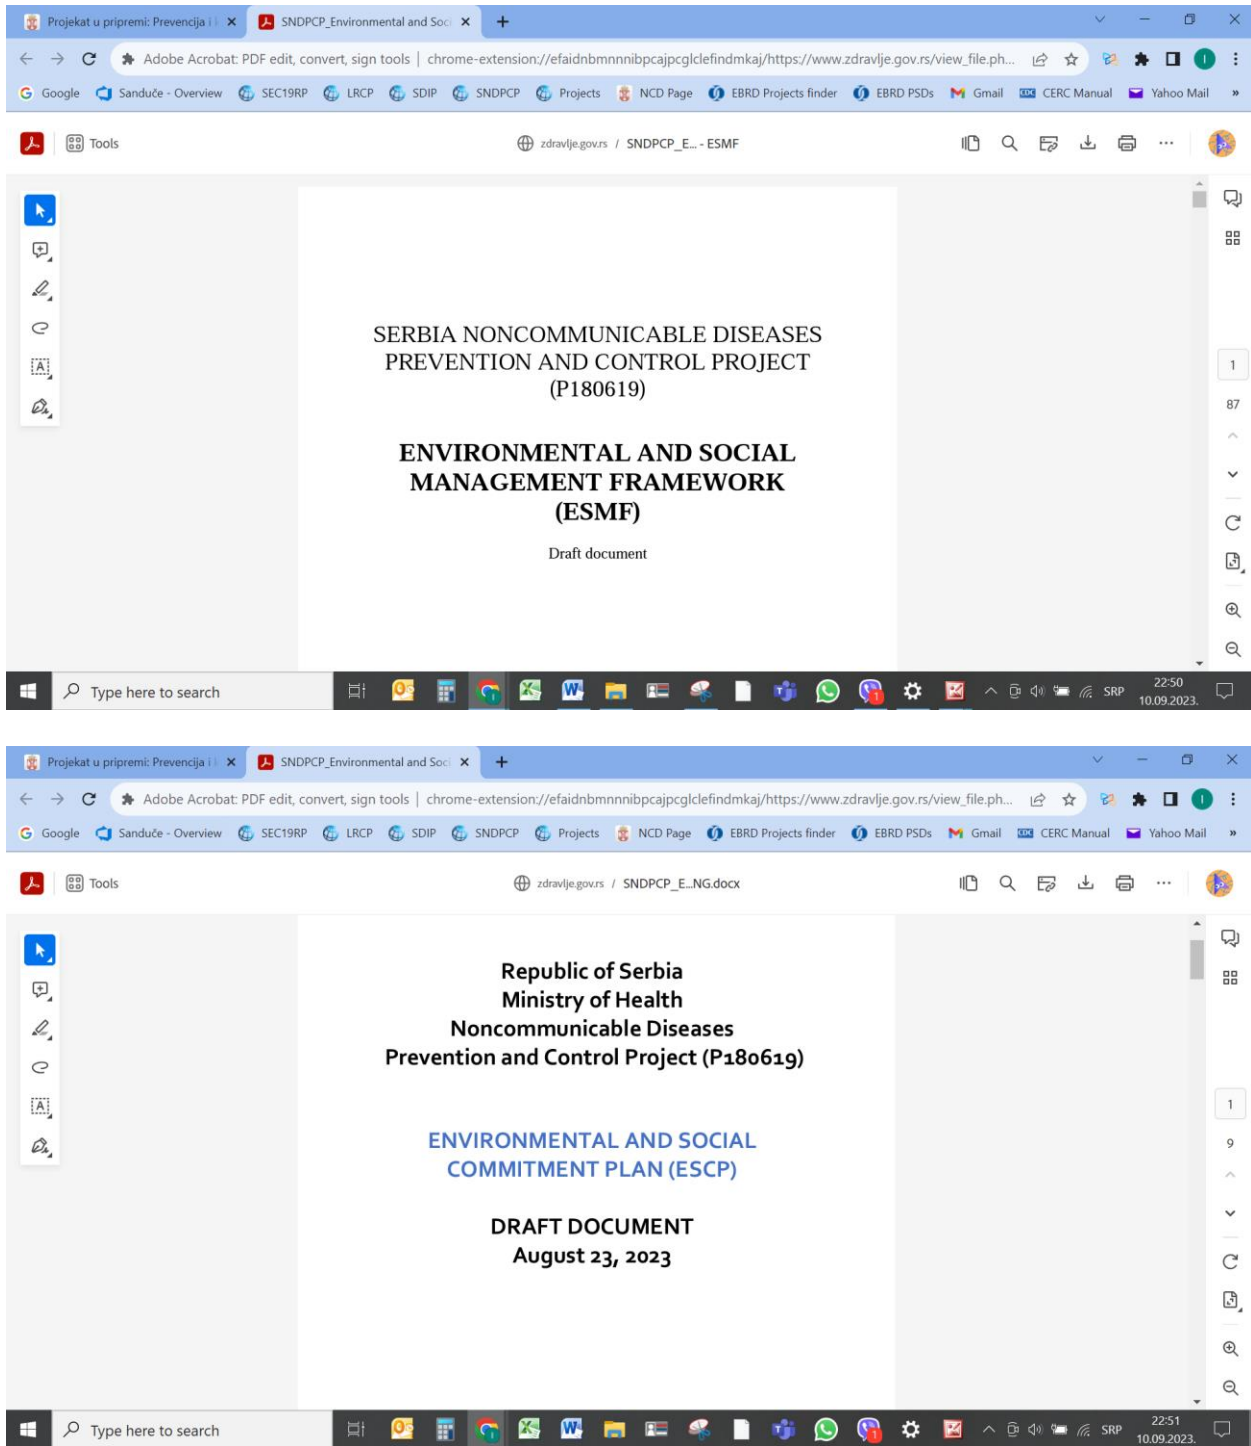 Projekat u pripremi: Prevencija i
SNDPCP_Environmental and Soci
Adobe Acrobat: PDF edit, convert, sign tools | chrome-extension://efaidnbmnnnibpcajpcglclefindmkaj/https://www.zdravlje.gov.rs/view_file.ph...
Google Sanduče - Overview SEC19RP LRCP SDIP SNDPCP Projects NCD Page EBRD Projects finder EBRD PSDs Gmail CERC Manual Yahoo Mail »
Tools zdravlje.gov.rs / SNDPCP_E... - ESMF
SERBIA NONCOMMUNICABLE DISEASES
PREVENTION AND CONTROL PROJECT
(P180619)
ENVIRONMENTAL AND SOCIAL
MANAGEMENT FRAMEWORK
(ESMF)
Draft document
1
87
Type here to search
SRP
22:50
10.09.2023.
Projekat u pripremi: Prevencija i
SNDPCP_Environmental and Soci
Adobe Acrobat: PDF edit, convert, sign tools | chrome-extension://efaidnbmnnnibpcajpcglclefindmkaj/https://www.zdravlje.gov.rs/view_file.ph...
Google Sanduče - Overview SEC19RP LRCP SDIP SNDPCP Projects NCD Page EBRD Projects finder EBRD PSDs Gmail CERC Manual Yahoo Mail »
Tools zdravlje.gov.rs / SNDPCP_E...NG.docx
Republic of Serbia
Ministry of Health
Noncommunicable Diseases
Prevention and Control Project (P180619)
ENVIRONMENTAL AND SOCIAL
COMMITMENT PLAN (ESCP)
DRAFT DOCUMENT
August 23, 2023
1
9
Type here to search
SRP
22:51
10.09.2023.